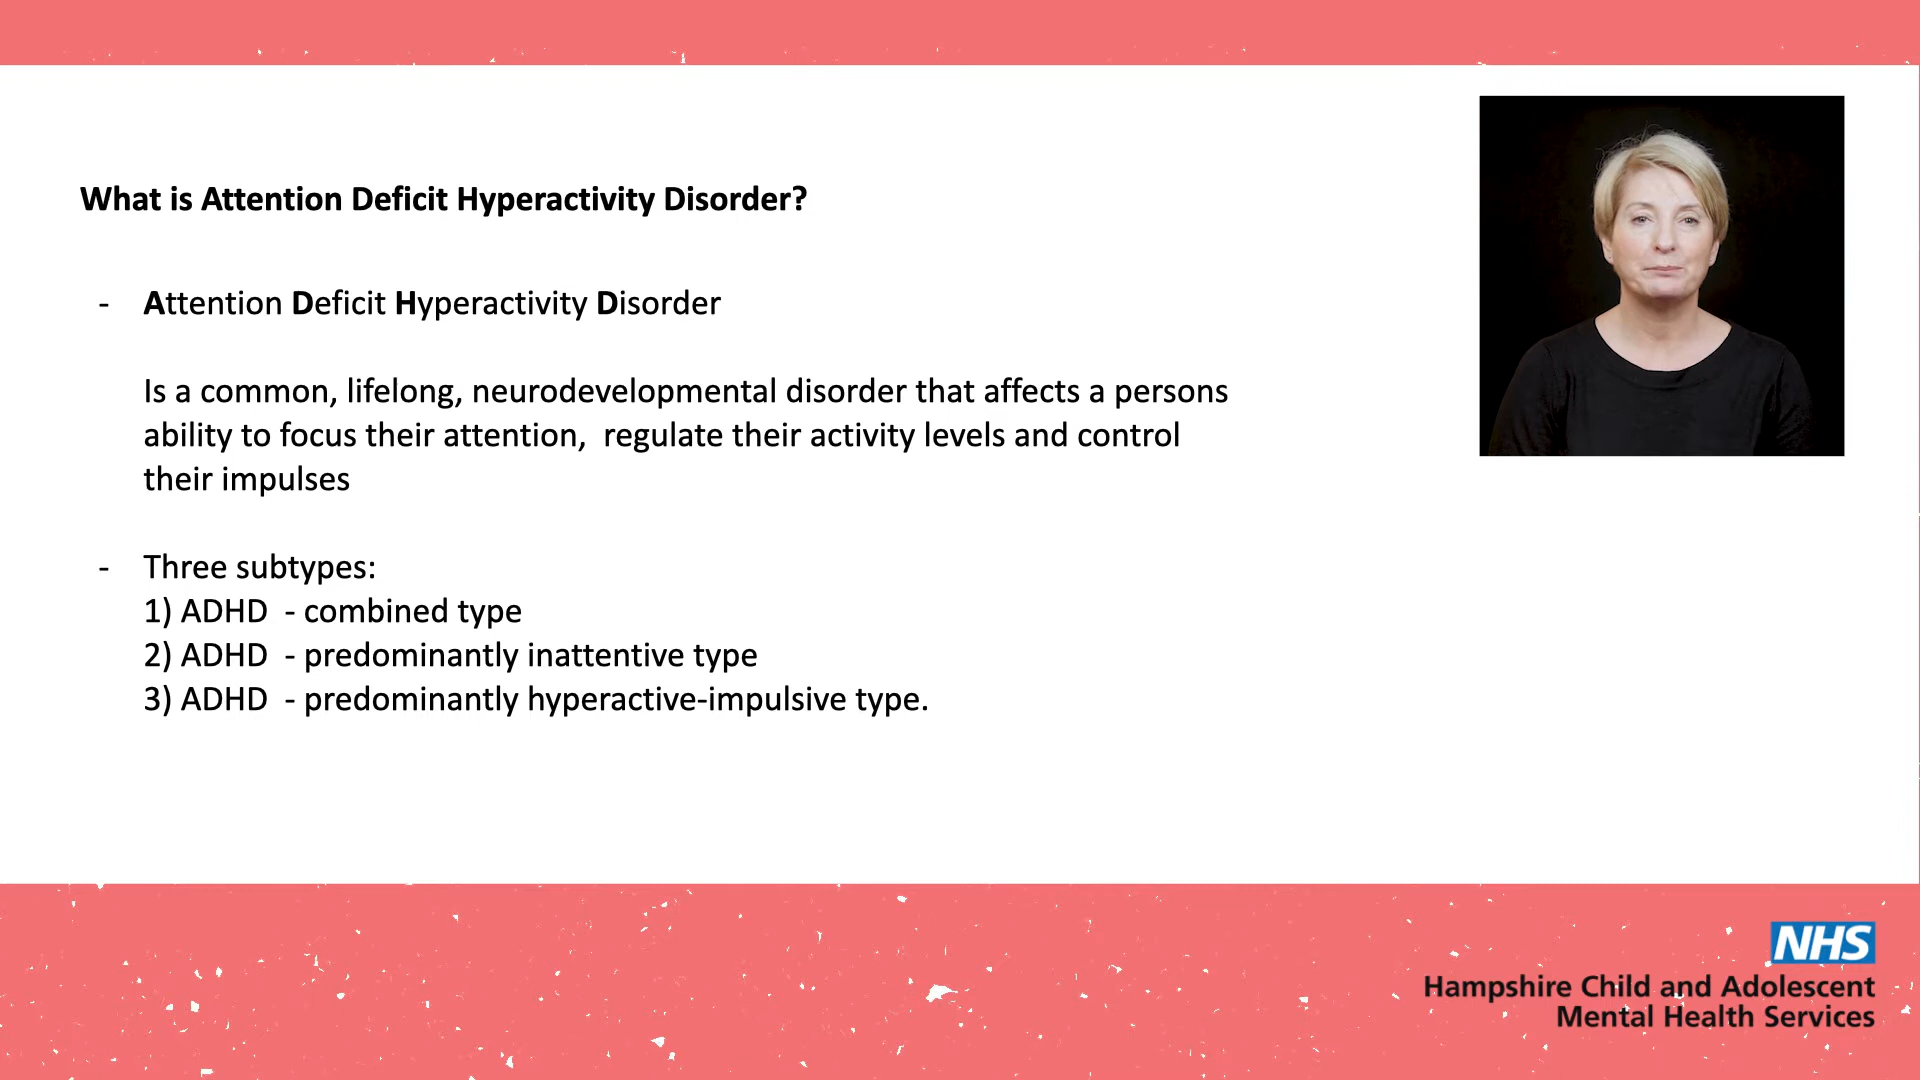 What is Attention Deficit Hyperactivity Disorder?
- Attention Deficit Hyperactivity Disorder
Is a common, lifelong, neurodevelopmental disorder that affects a persons
ability to focus their attention,  regulate their activity levels and control
their impulses
- Three subtypes:
1) ADHD  - combined type
2) ADHD  - predominantly inattentive type
3) ADHD  - predominantly hyperactive-impulsive type.
NHS
Hampshire Child and Adolescent
Mental Health Services